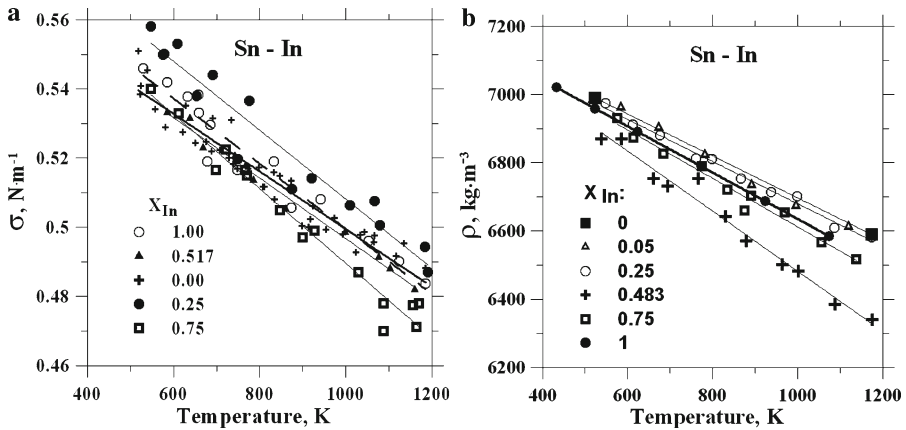 a
Sn - In
σ, N·m⁻¹
0.56
0.54
0.52
0.5
0.48
0.46
X In
1.00
0.517
0.00
0.25
0.75
400 600 800 1000 1200
Temperature, K
b
Sn - In
ρ, kg·m⁻³
7200
7000
6800
6600
6400
6200
X In:
0
0.05
0.25
0.483
0.75
1
400 600 800 1000 1200
Temperature, K